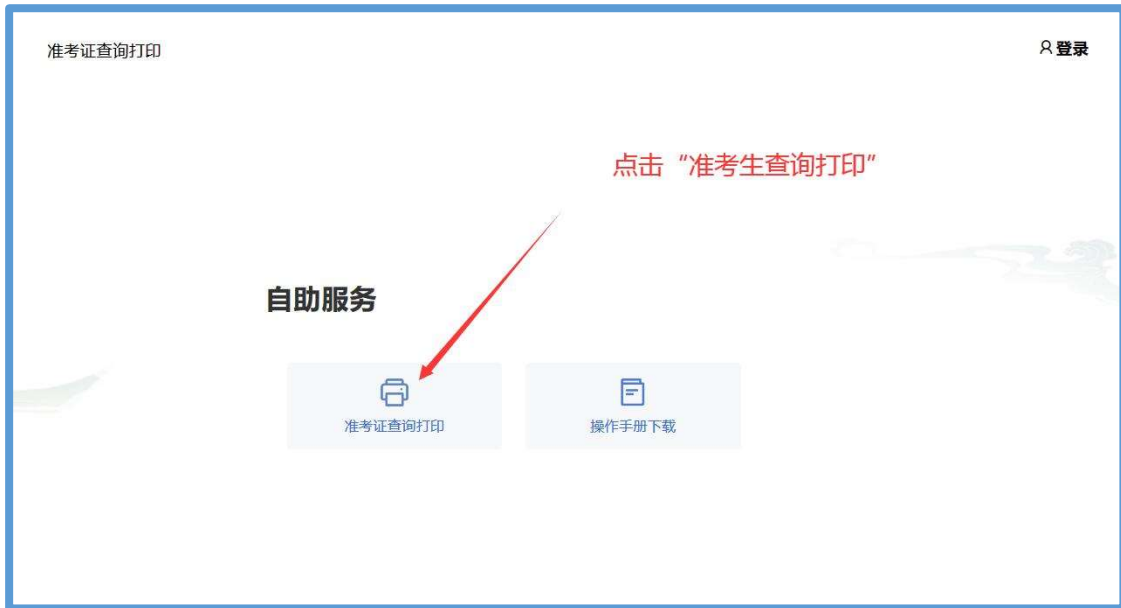 准考证查询打印
登录
点击“准考生查询打印”
自助服务
准考证查询打印
操作手册下载